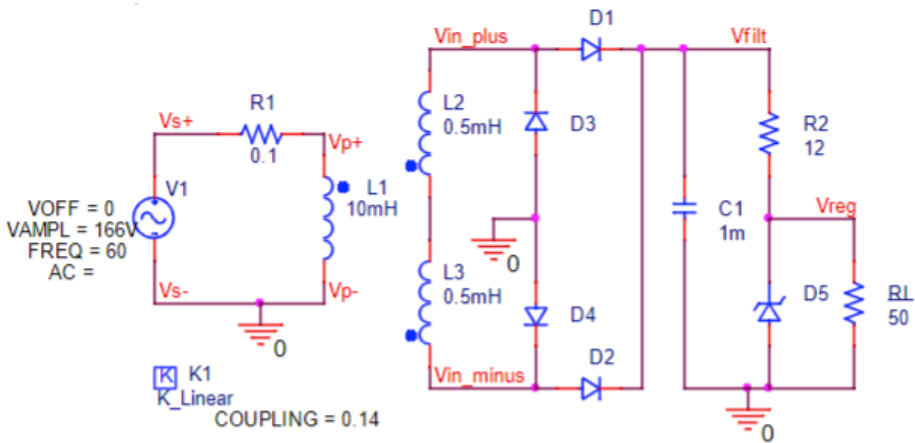 D1
Vin_plus
Vfilt
R1
Vs+
Vp+
0.1
L2
0.5mH
D3
R2
12
V1
L1
10mH
VOFF = 0
VAMPL = 166V
FREQ = 60
AC =
C1
1m
Vreg
0
L3
0.5mH
D4
D5
RL
50
Vs-
Vp-
0
D2
Vin_minus
K K1
K_Linear
COUPLING = 0.14
0